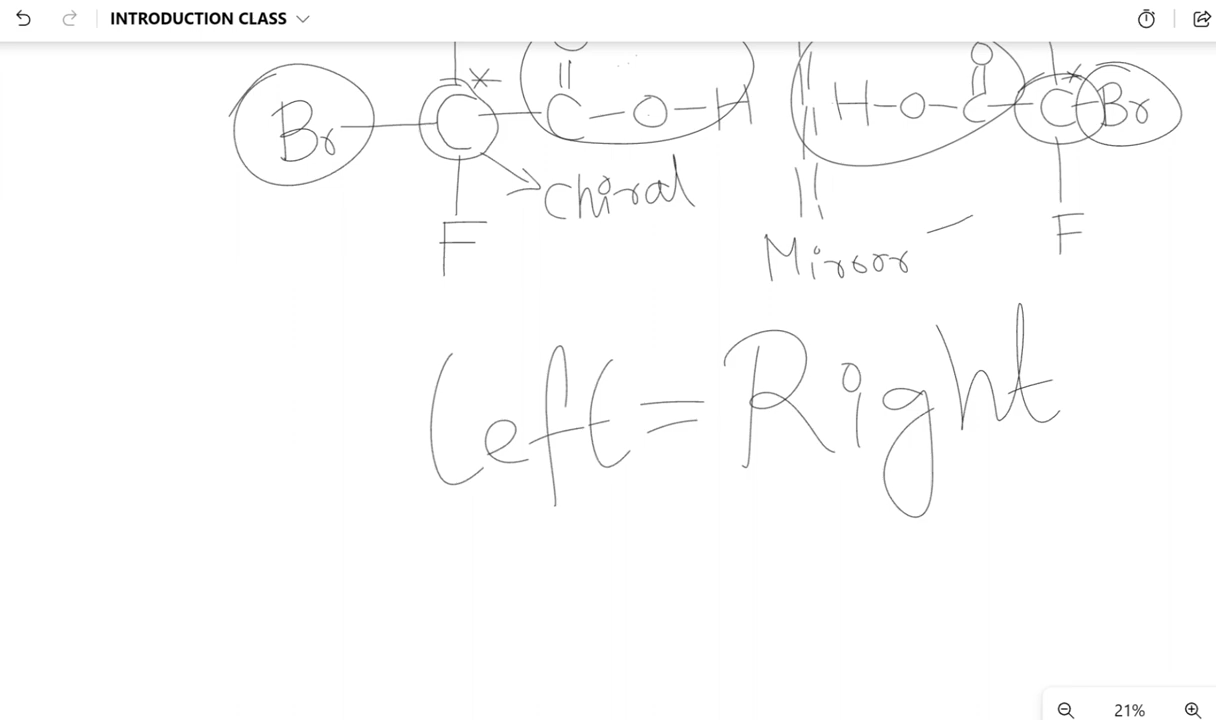 INTRODUCTION CLASS
O O
Br C* C O H H O C C* Br
Chiral
F F
Mirror
Left = Right
21%